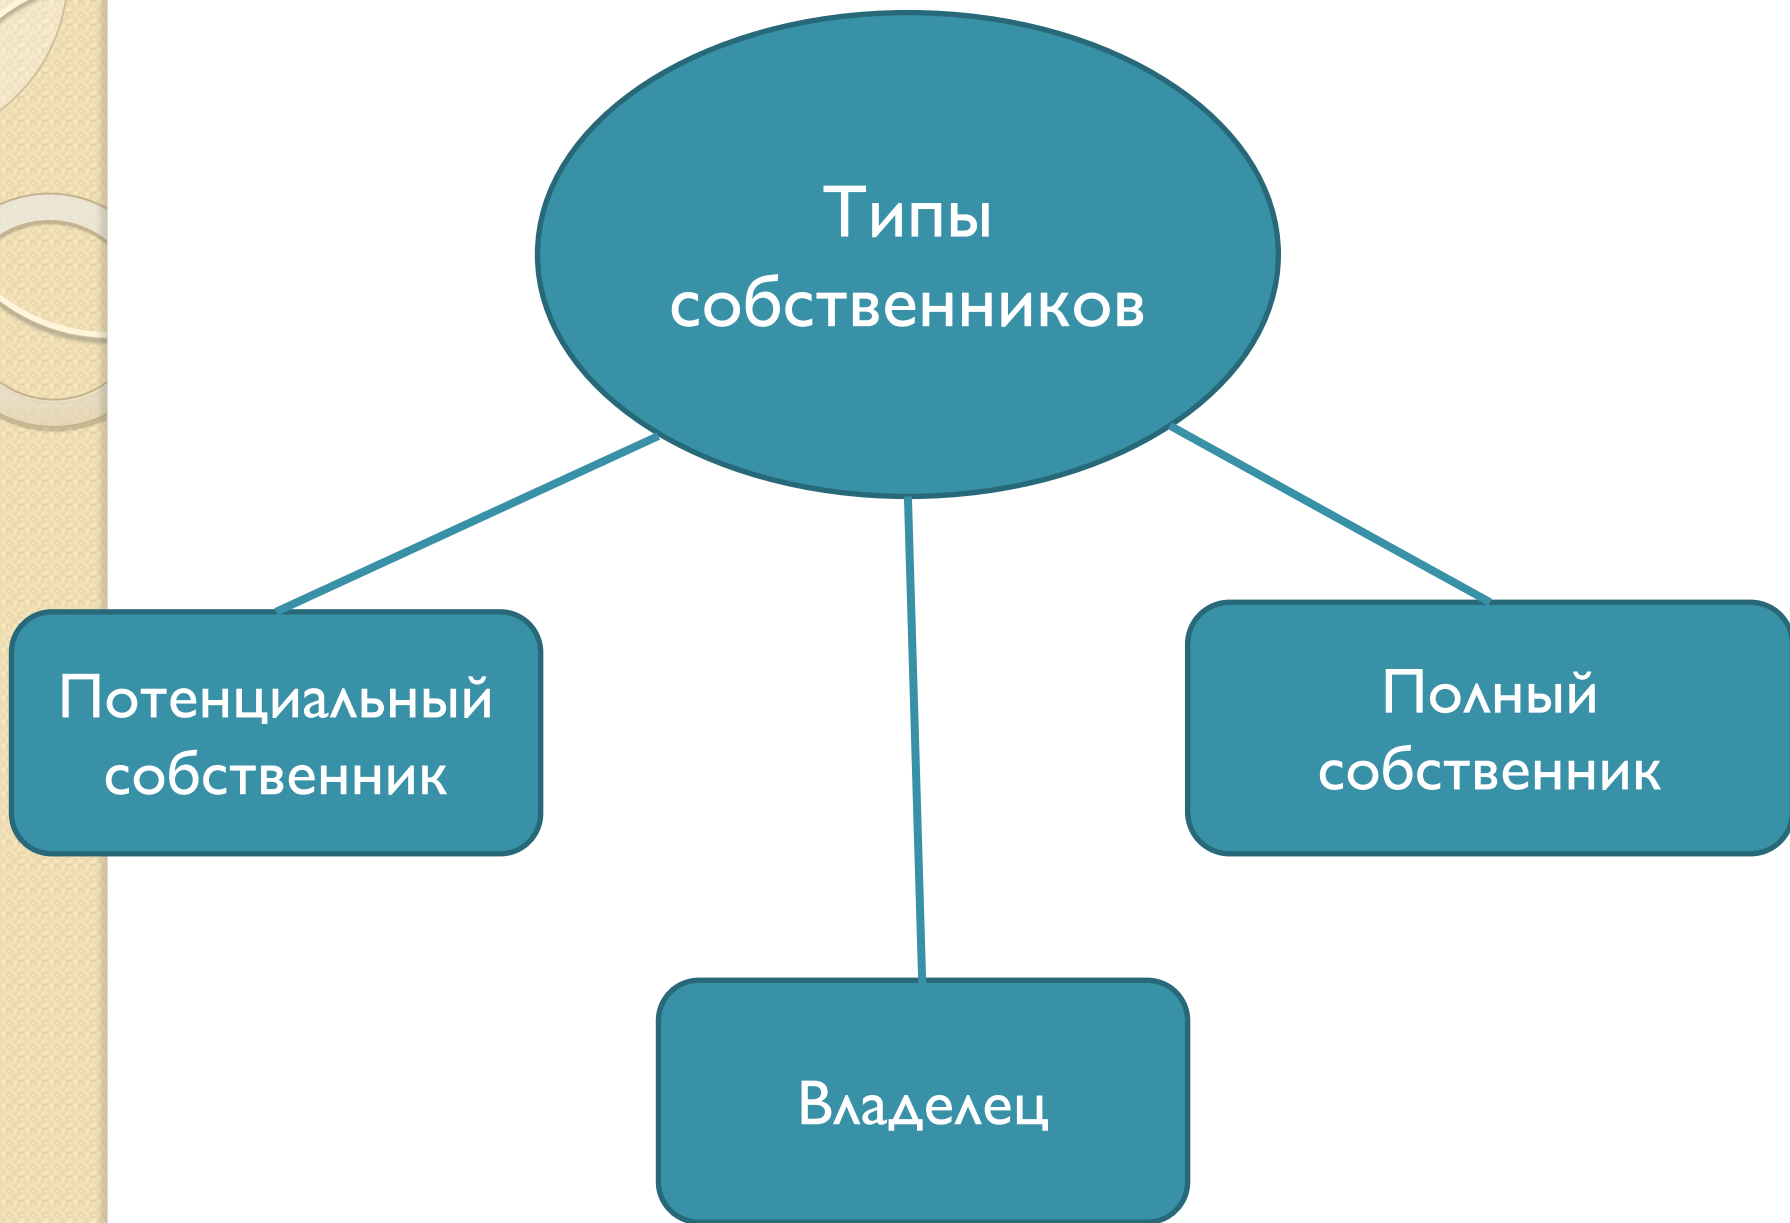 Типы
собственников
Потенциальный
собственник
Полный
собственник
Владелец